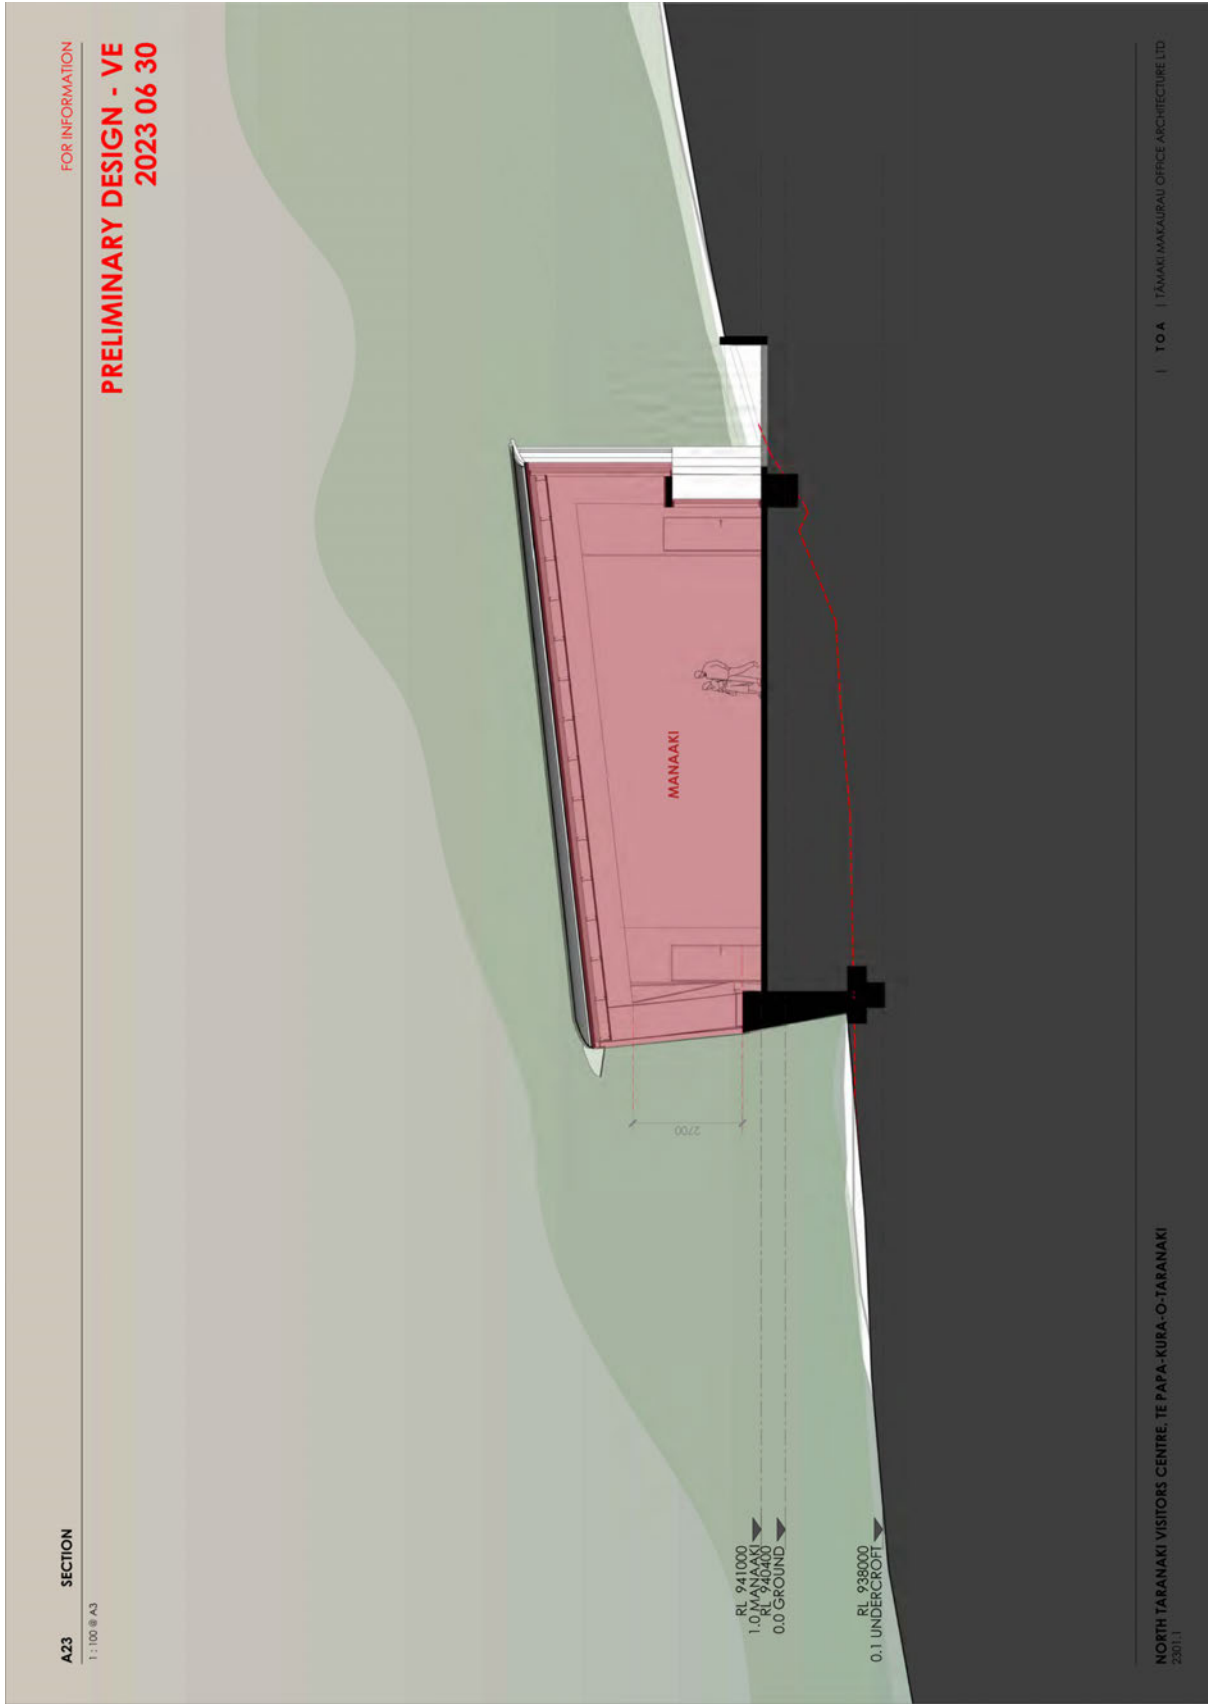 A23 SECTION FOR INFORMATION
1 : 100 @ A3
PRELIMINARY DESIGN - VE
2023 06 30
MANAAKI
2700
RL 941000
1.0 MANAAKI
RL 940400
0.0 GROUND
RL 938000
0.1 UNDERCROFT
NORTH TARANAKI VISITORS CENTRE, TE PAPA-KURA-O-TARANAKI | TOA | TĀMAKI MAKAURAU OFFICE ARCHITECTURE LTD
2301.1